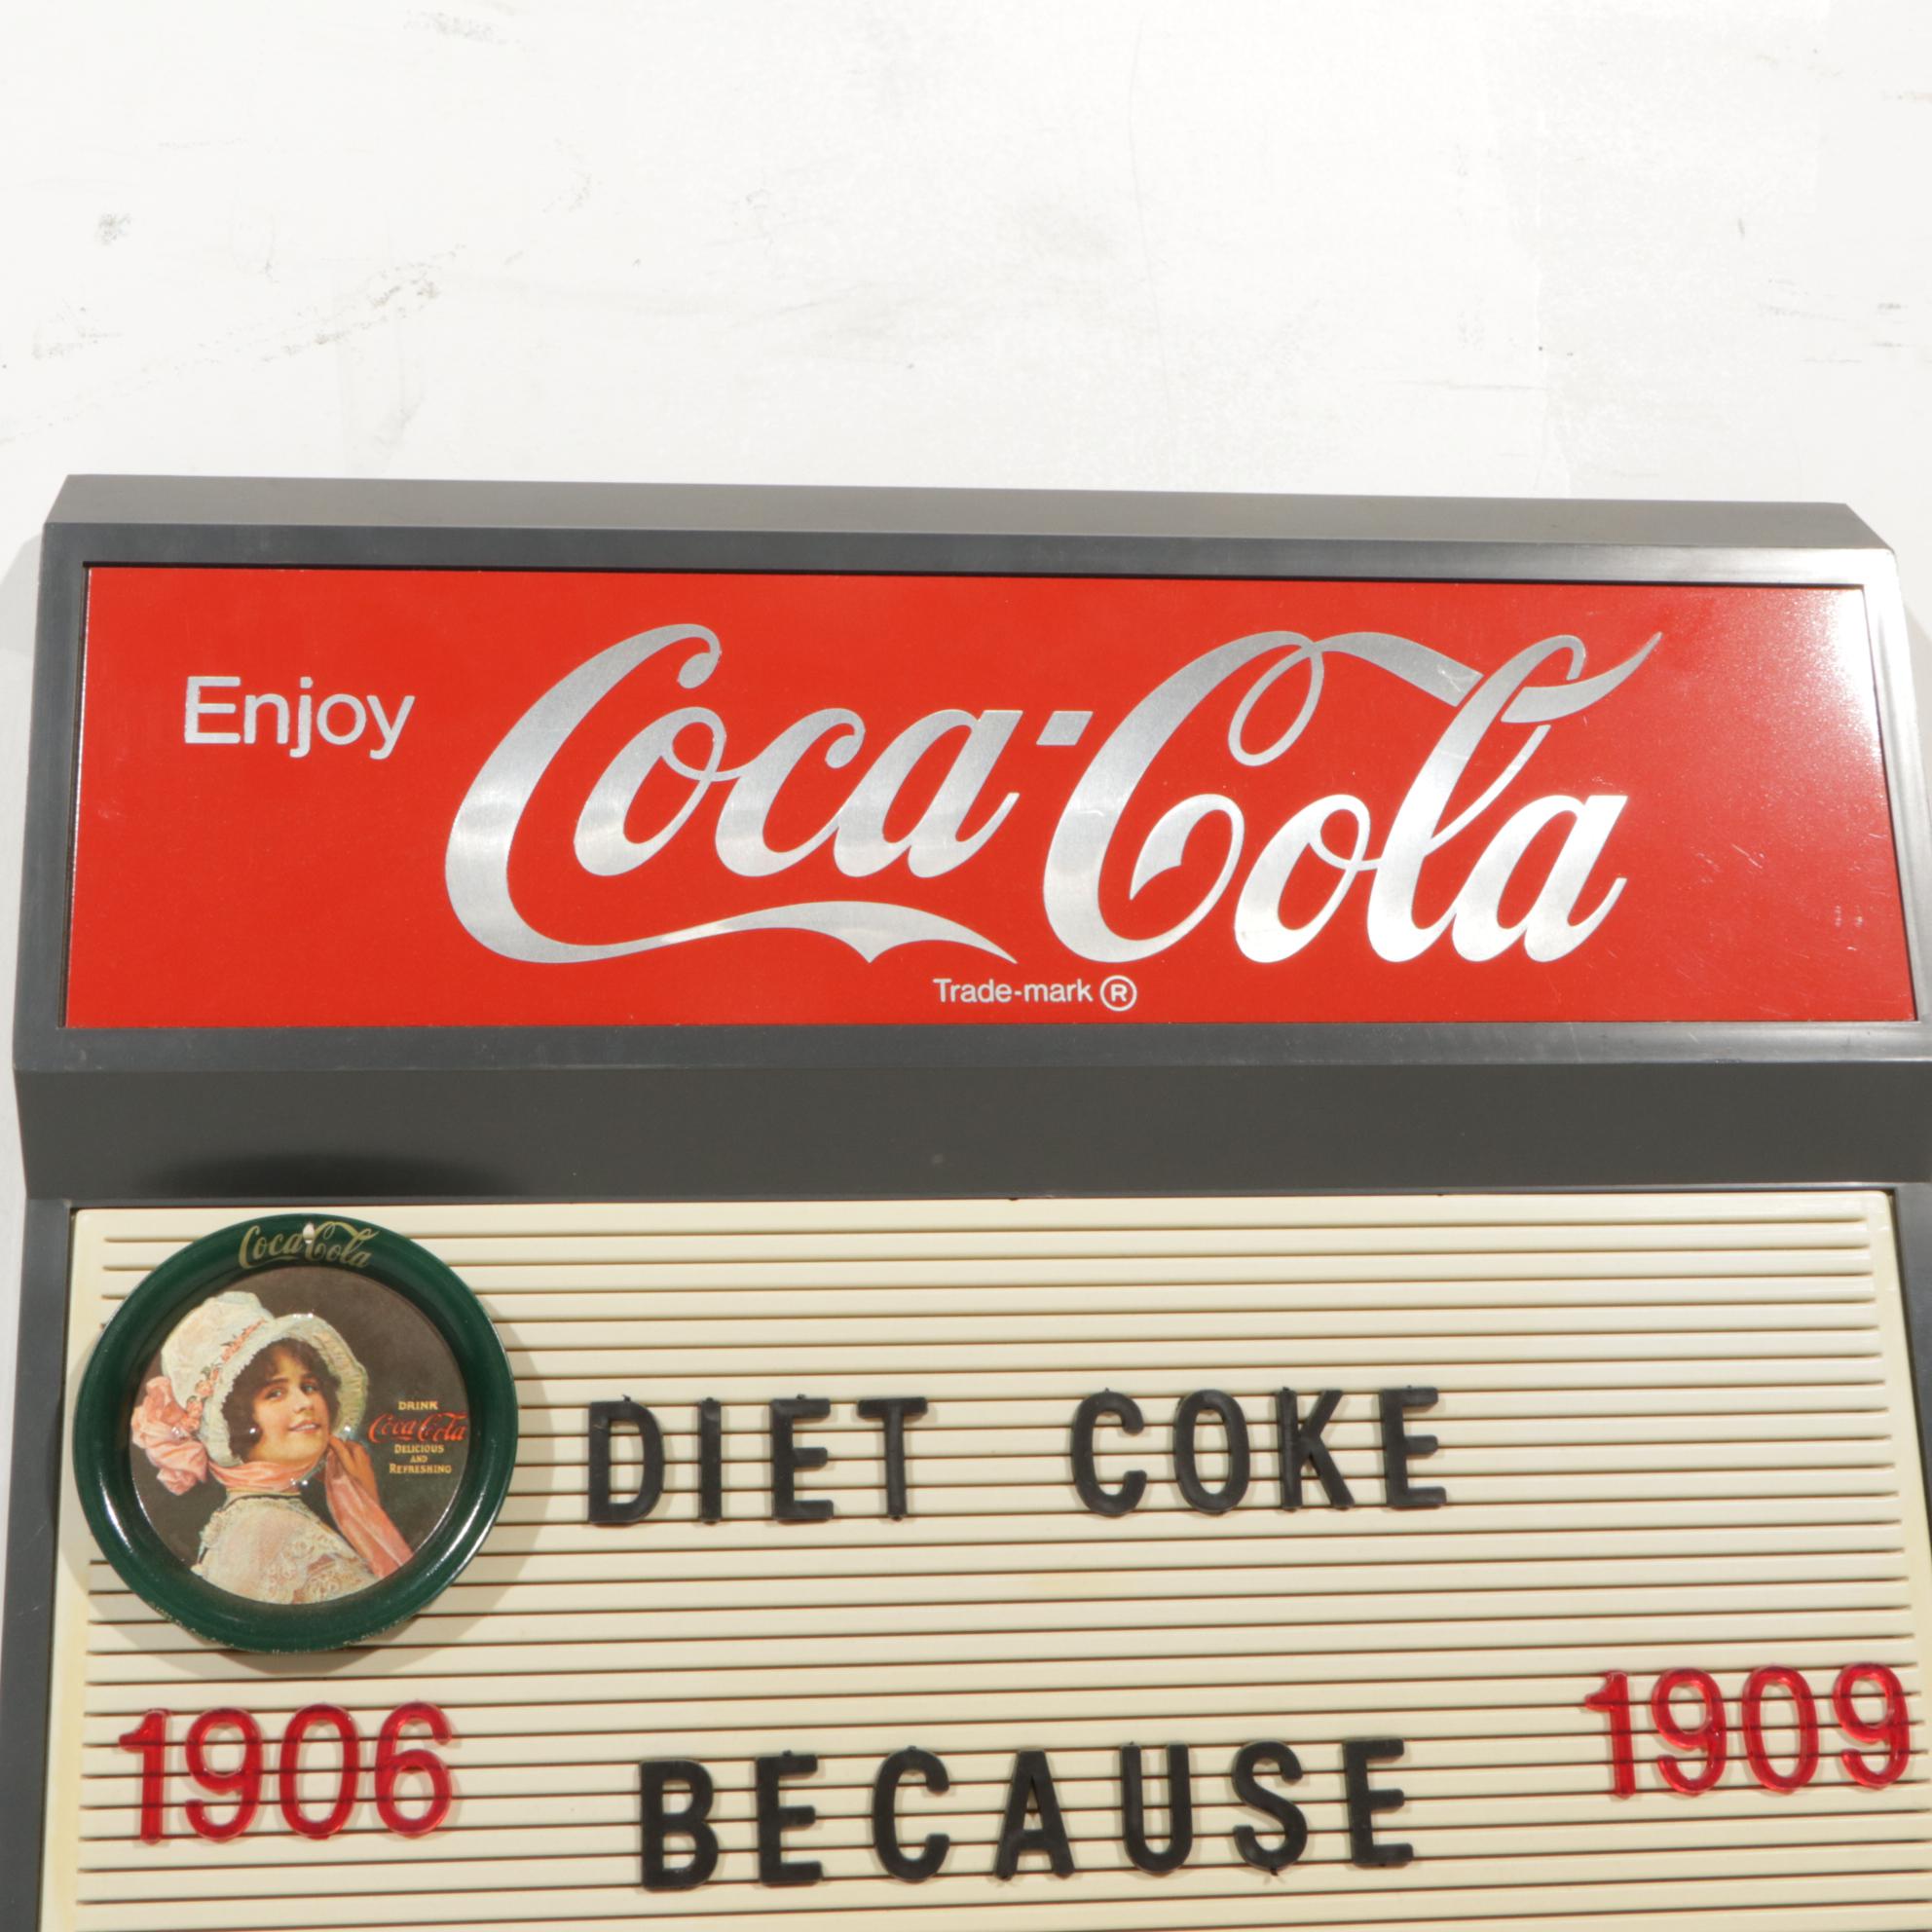 Enjoy Coca-Cola
Trade-mark ®
Coca-Cola
DRINK
Coca-Cola
DELICIOUS
AND
REFRESHING
DIET COKE
1906 BECAUSE 1909